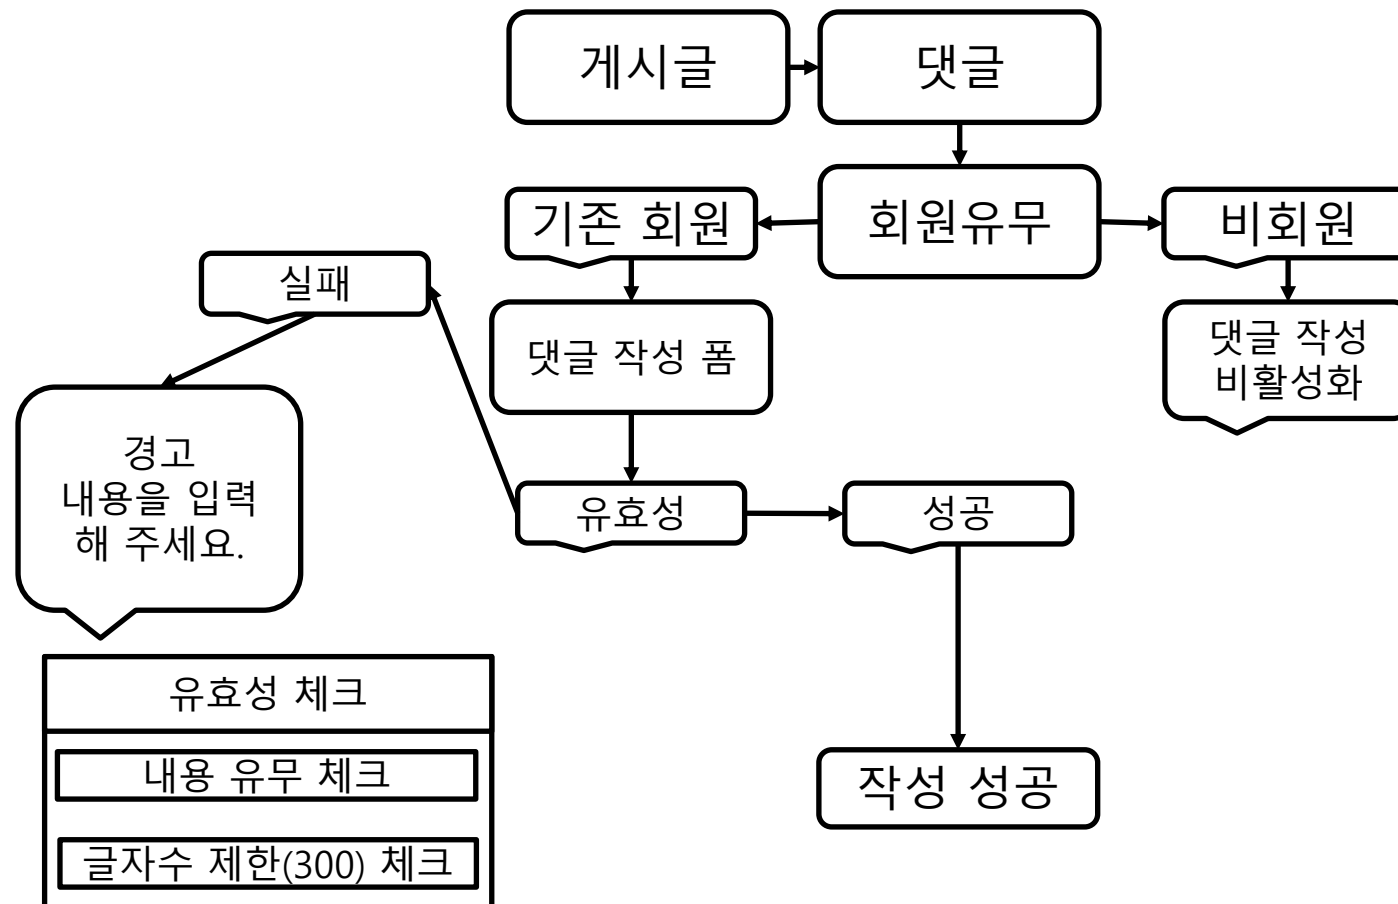 게시글
댓글
기존 회원
회원유무
비회원
실패
댓글 작성 폼
댓글 작성
비활성화
경고
내용을 입력
해 주세요.
유효성
성공
유효성 체크
내용 유무 체크
글자수 제한(300) 체크
작성 성공